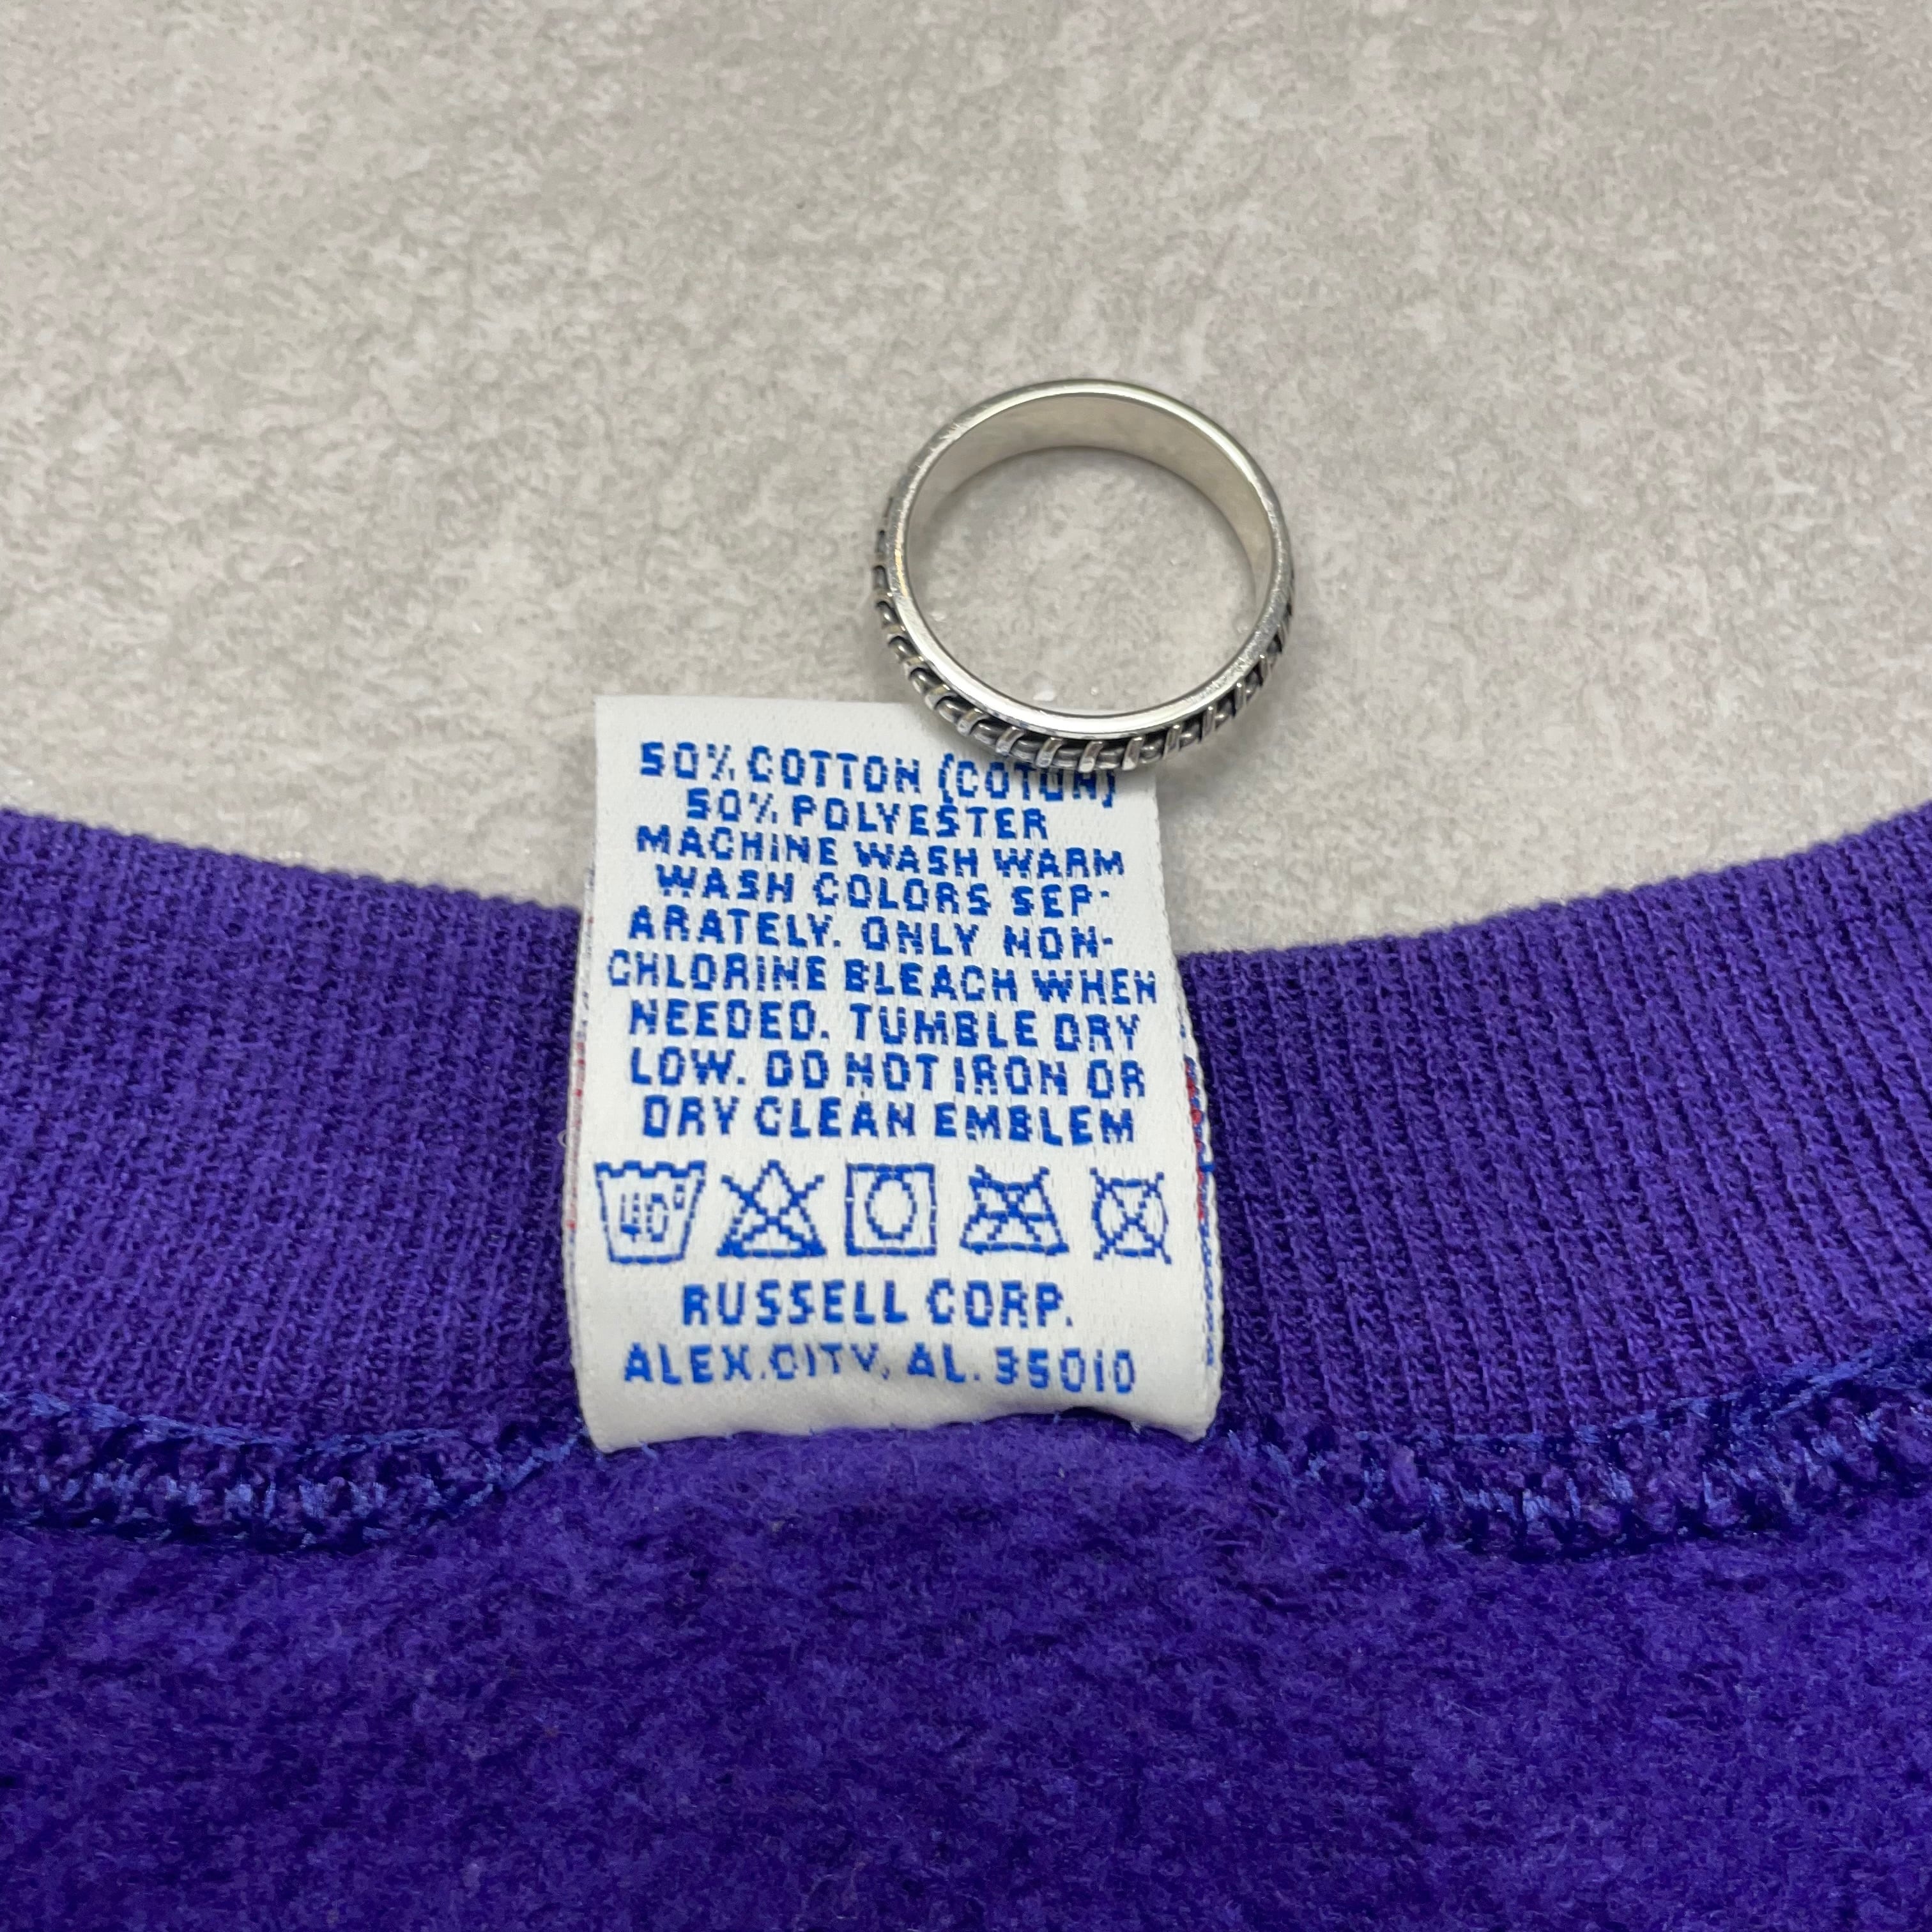 50% COTTON (COTON)
50% POLYESTER
MACHINE WASH WARM
WASH COLORS SEP-
ARATELY. ONLY NON-
CHLORINE BLEACH WHEN
NEEDED. TUMBLE DRY
LOW. DO NOT IRON OR
DRY CLEAN EMBLEM
40°
RUSSELL CORP.
ALEX.CITY, AL. 35010